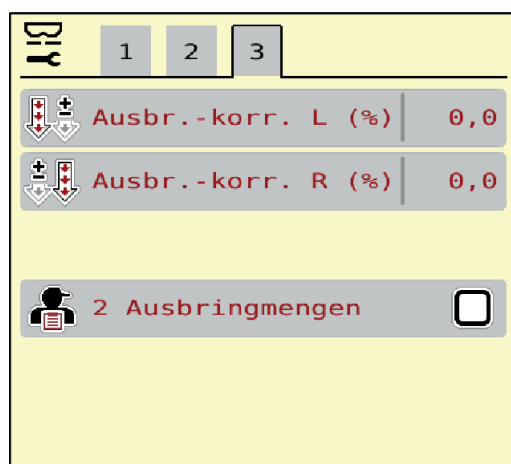 1 2 3
Ausbr.-korr. L (%) 0,0
Ausbr.-korr. R (%) 0,0
2 Ausbringmengen